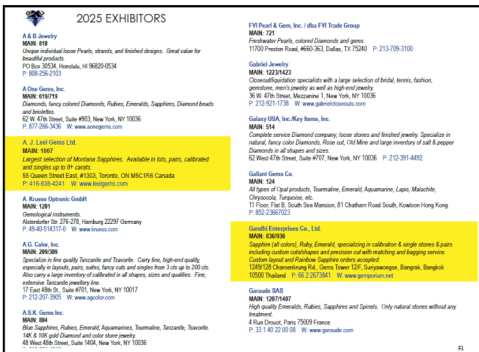 2025 EXHIBITORS
A & B Jewelry
MAIN: 810
Unique individual loose Pearls, strands, and finished designs. Great value for
beautiful products.
PO Box 30534, Honolulu, HI 96820-0534
P: 808-256-2103
A One Gems, Inc.
MAIN: 619/719
Diamonds, fancy colored Diamonds, Rubies, Emeralds, Sapphires, Diamond beads
and briolettes.
62 W. 47th Street, Suite #903, New York, NY 10036
P: 877-266-3436 W: www.aonegems.com
A. J. Leel Gems Ltd.
MAIN: 1007
Largest selection of Montana Sapphires. Available in lots, pairs, calibrated
and singles up to 8+ carats.
55 Queen Street East, #1303, Toronto, ON M5C1R6 Canada
P: 416-838-4241 W: www.leelgems.com
A. Kruess Optronic GmbH
MAIN: 1201
Gemological instruments.
Alsterdorfer Str. 276-278, Hamburg 22297 Germany
P: 49-40-514317-0 W: www.kruess.com
A.G. Color, Inc.
MAIN: 209/309
Specialize in fine quality Tanzanite and Tsavorite. Carry fine, high-end quality,
especially in layouts, pairs, suites, fancy cuts and singles from 3 cts up to 200 cts.
Also carry a large inventory of calibrated in all shapes, sizes and qualities. Fine,
extensive Tanzanite jewellery line.
17 East 48th St., Suite #701, New York, NY 10017
P: 212-207-3905 W: www.agcolor.com
A.S.K. Gems Inc.
MAIN: 804
Blue Sapphires, Rubies, Emerald, Aquamarines, Tourmaline, Tanzanite, Tsavorite.
14K & 10K gold Diamond and color stone jewelry.
48 West 48th Street, Suite 1404, New York, NY 10036
FYI Pearl & Gem, Inc. / dba FYI Trade Group
MAIN: 721
Freshwater Pearls, colored Diamonds and gems.
11700 Preston Road, #660-363, Dallas, TX 75240 P: 213-709-3100
Gabriel Jewelry
MAIN: 1223/1423
Closeout/liquidation specialists with a large selection of bridal, tennis, fashion,
gemstone, men's jewelry as well as high-end jewelry.
36 W. 47th Street, Mezzanine 1, New York, NY 10036
P: 212-921-1738 W: www.gabrielcloseouts.com
Galaxy USA, Inc./Key Items, Inc.
MAIN: 514
Complete service Diamond company; loose stones and finished jewelry. Specialize in
natural, fancy color Diamonds, Rose cut, Old Mine and large inventory of salt & pepper
Diamonds in all shapes and sizes.
62 West 47th Street, Suite #707, New York, NY 10036 P: 212-391-4492
Gallant Gems Co.
MAIN: 124
All types of Opal products, Tourmaline, Emerald, Aquamarine, Lapis, Malachite,
Chrysocola, Turquoise, etc.
11 Floor, Flat B, South Sea Mansion, 81 Chatham Road South, Kowloon Hong Kong
P: 852-23667023
Gandhi Enterprises Co., Ltd.
MAIN: 836/936
Sapphire (all colors), Ruby, Emerald, specializing in calibration & single stones & pairs
including custom cuts/shapes and precision cut with matching and bagging service.
Custom layout and Rainbow Sapphire orders accepted.
1249/128 Charoenkrung Rd., Gems Tower 12/F, Suriyawongse, Bangrak, Bangkok
10500 Thailand P: 66 2 2673841 W: www.gemporum.net
Garaude SAS
MAIN: 1207/1407
High quality Emeralds, Rubies, Sapphires and Spinels. Only natural stones without any
treatment.
4 Rue Drouot, Paris 75009 France
P: 33 1 40 22 00 08 W: www.garaude.com